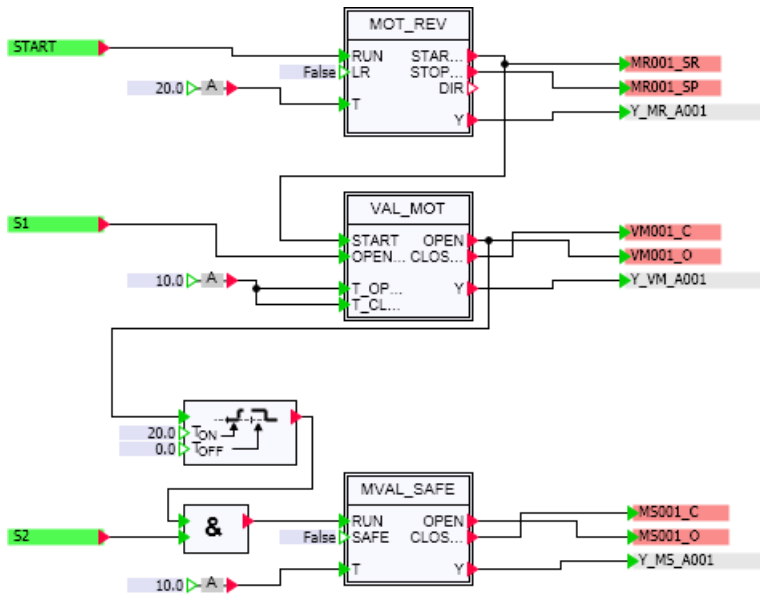 MOT_REV
START
RUN STAR...
False LR STOP...
DIR
20.0 A T
Y
MR001_SR
MR001_SP
Y_MR_A001
VAL_MOT
S1
START OPEN
OPEN... CLOS...
10.0 A T_OP... Y
T_CL...
VM001_C
VM001_O
Y_VM_A001
20.0 TON
0.0 TOFF
MVAL_SAFE
&
S2
RUN OPEN
False SAFE CLOS...
10.0 A T Y
MS001_C
MS001_O
Y_MS_A001